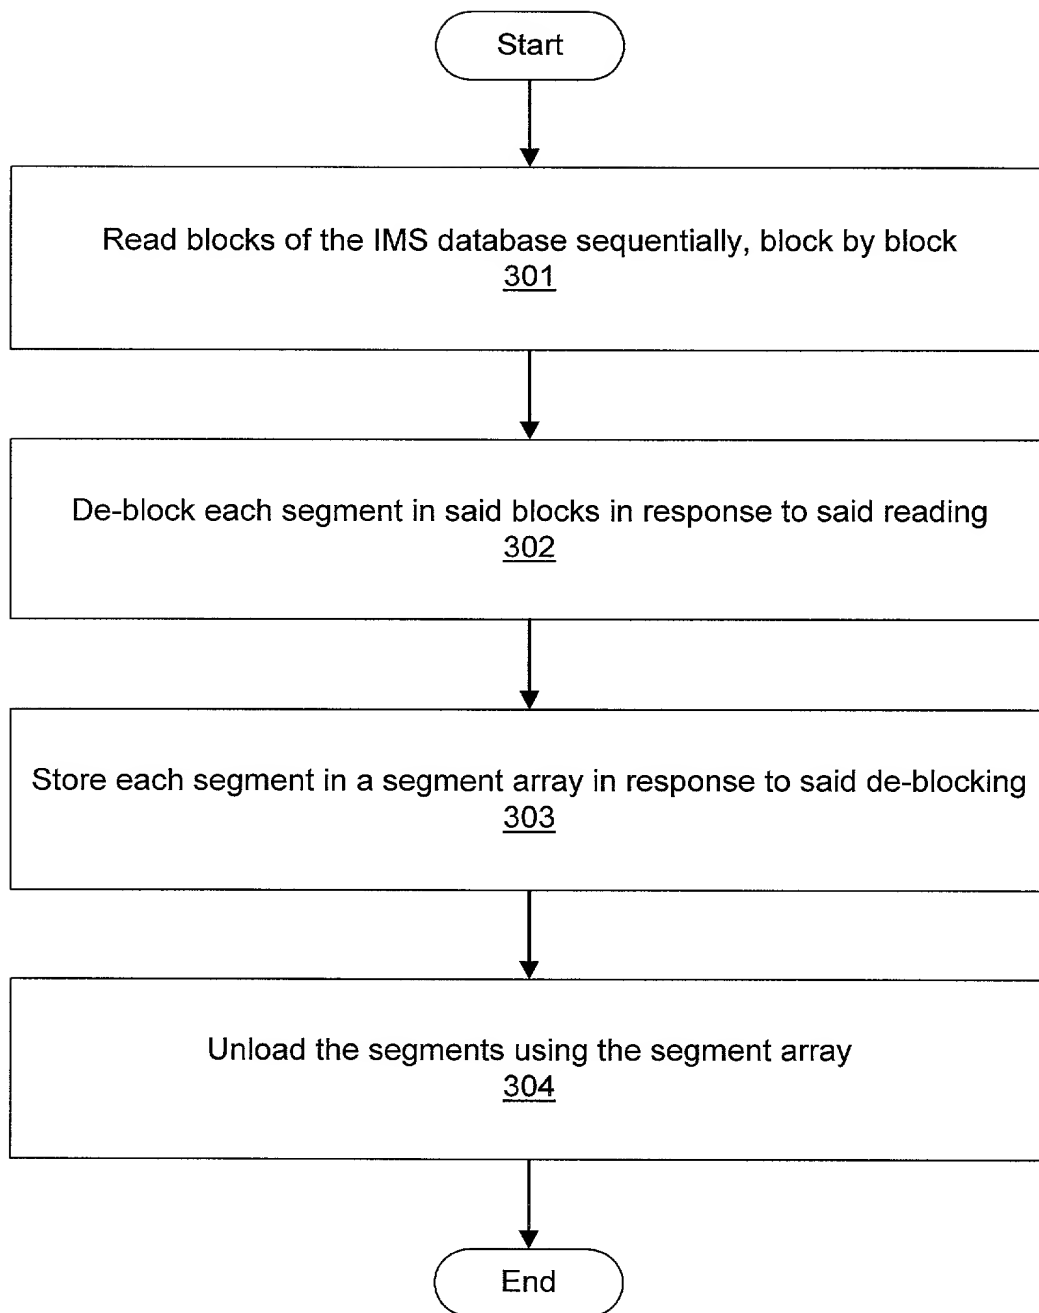 Start
Read blocks of the IMS database sequentially, block by block
301
De-block each segment in said blocks in response to said reading
302
Store each segment in a segment array in response to said de-blocking
303
Unload the segments using the segment array
304
End